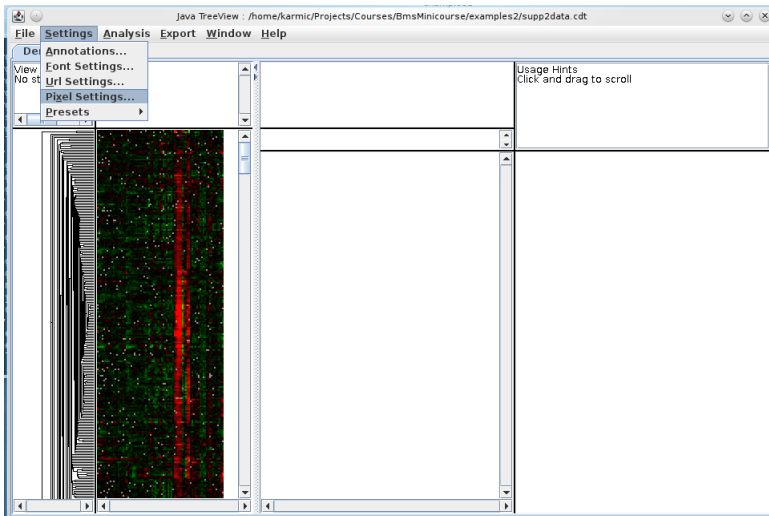 Java TreeView : /home/karmic/Projects/Courses/BmsMinicourse/examples2/supp2data.cdt
File Settings Analysis Export Window Help
Annotations...
Font Settings...
Url Settings...
Pixel Settings...
Presets
View
Usage Hints
Click and drag to scroll